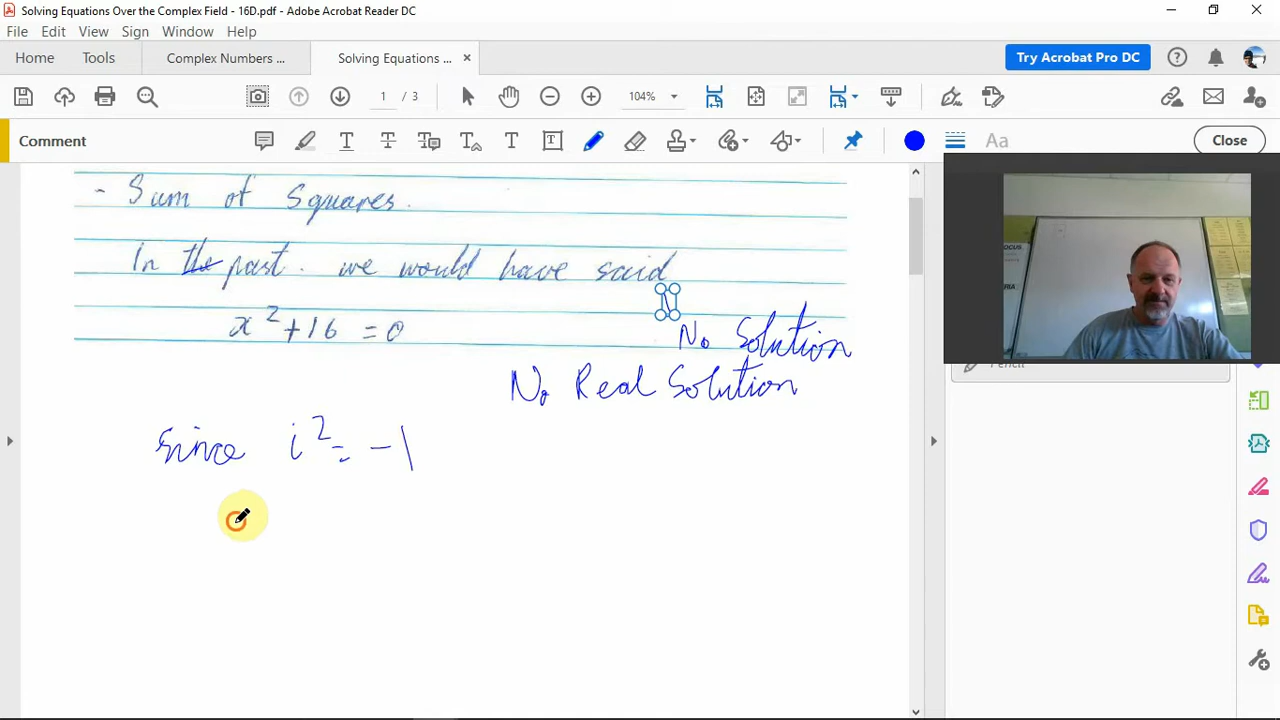 Solving Equations Over the Complex Field - 16D.pdf - Adobe Acrobat Reader DC
File Edit View Sign Window Help
Home Tools Complex Numbers ... Solving Equations ... ×
Try Acrobat Pro DC
1 / 3 104%
Comment
Aa
Close
- Sum of Squares.
In the past. we would have said
x² + 16 = 0
No Solution
No Real Solution
Pencil
since i² = -1